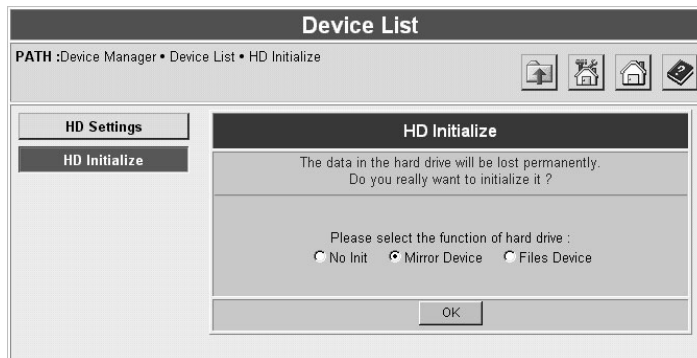 Device List
PATH :Device Manager • Device List • HD Initialize
HD Settings
HD Initialize
HD Initialize
The data in the hard drive will be lost permanently.
Do you really want to initialize it ?
Please select the function of hard drive :
No Init Mirror Device Files Device
OK